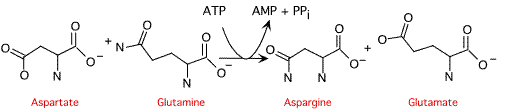 ATP AMP + PPi
O O + N O O + O O
O O⁻ O⁻ N O⁻ O O⁻
O N N N N N
Aspartate Glutamine Aspargine Glutamate